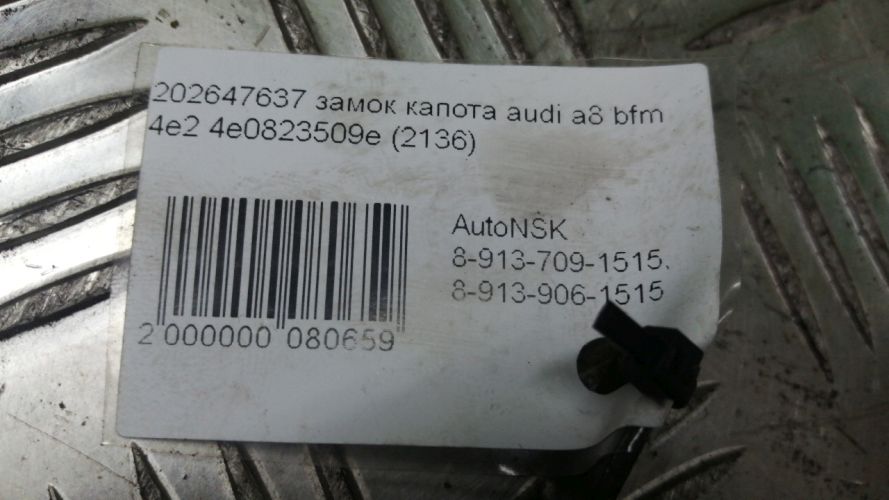 202647637 замок капота audi a8 bfm
4e2 4e0823509e (2136)
AutoNSK
8-913-709-1515.
8-913-906-1515
2 000000 080659